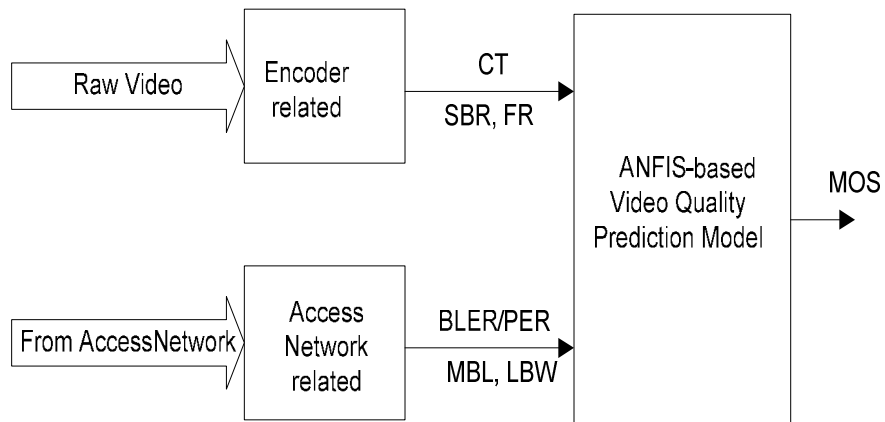 Raw Video
Encoder
related
CT
SBR, FR
ANFIS-based
Video Quality
Prediction Model
MOS
From AccessNetwork
Access
Network
related
BLER/PER
MBL, LBW